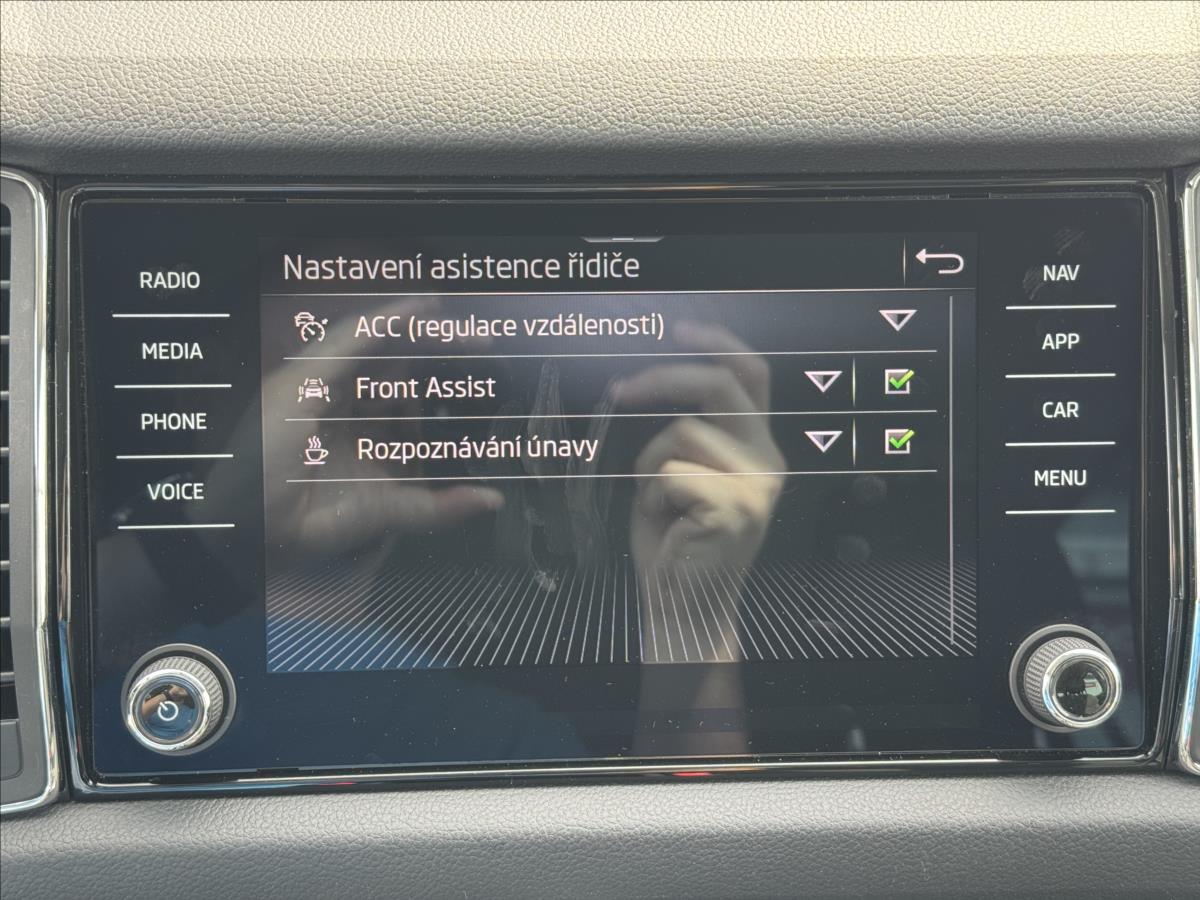 Nastavení asistence řidiče
ACC (regulace vzdálenosti)
Front Assist
Rozpoznávání únavy
RADIO
MEDIA
PHONE
VOICE
NAV
APP
CAR
MENU